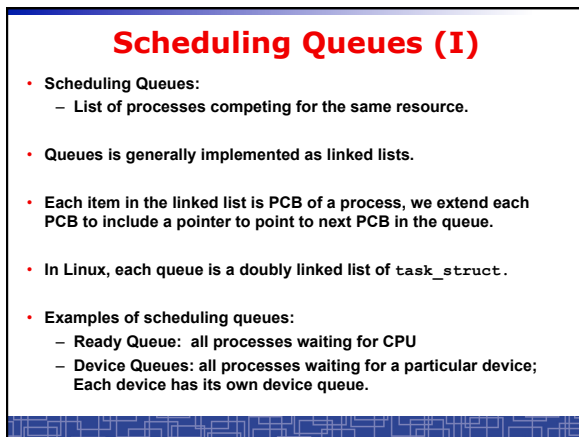 Scheduling Queues (I)
• Scheduling Queues:
– List of processes competing for the same resource.
• Queues is generally implemented as linked lists.
• Each item in the linked list is PCB of a process, we extend each
PCB to include a pointer to point to next PCB in the queue.
• In Linux, each queue is a doubly linked list of task_struct.
• Examples of scheduling queues:
– Ready Queue: all processes waiting for CPU
– Device Queues: all processes waiting for a particular device;
Each device has its own device queue.